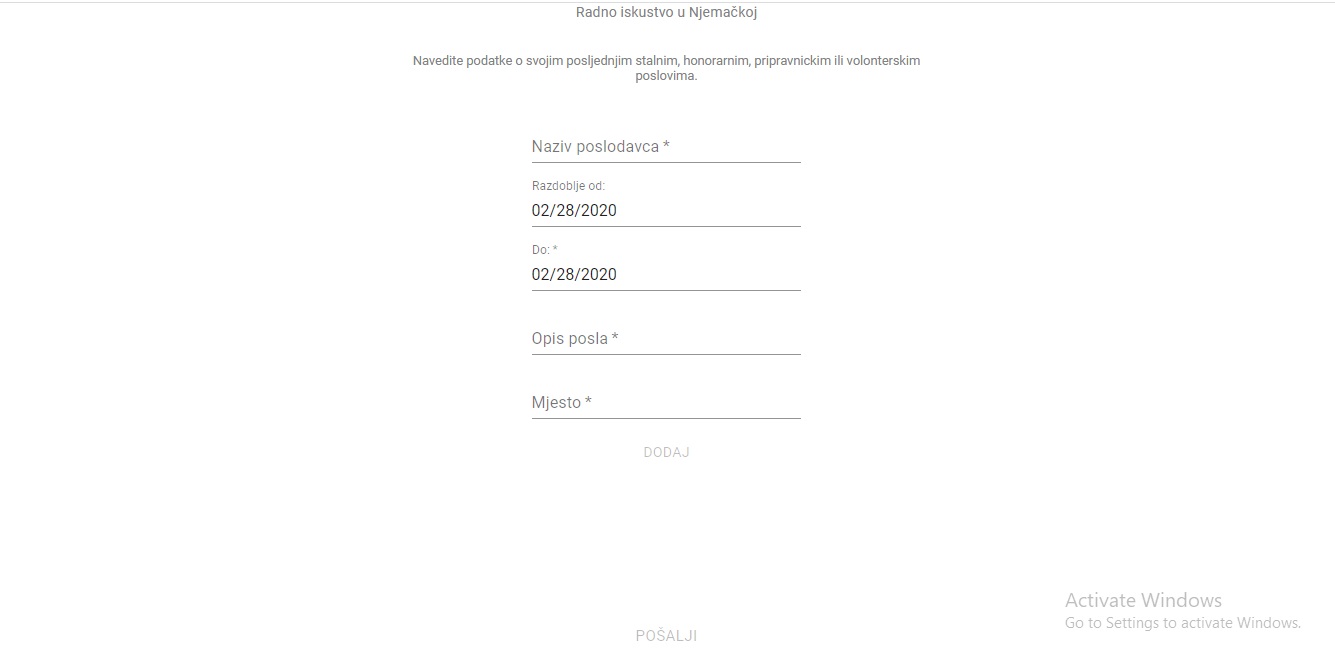 Radno iskustvo u Njemačkoj
Navedite podatke o svojim posljednjim stalnim, honorarnim, pripravnickim ili volonterskim
poslovima.
Naziv poslodavca *
Razdoblje od:
02/28/2020
Do: *
02/28/2020
Opis posla *
Mjesto *
DODAJ
Activate Windows
Go to Settings to activate Windows.
POŠALJI